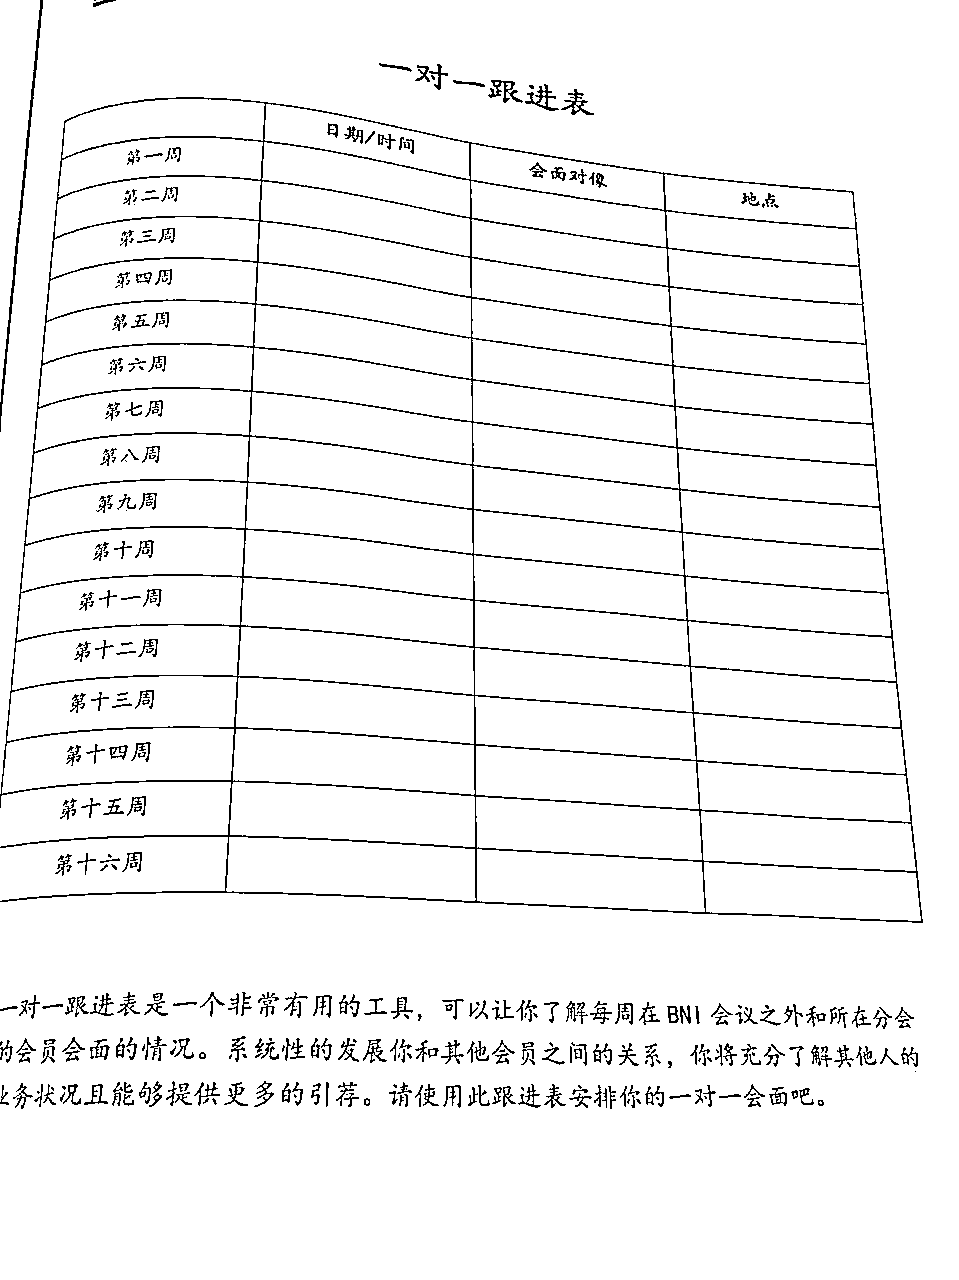 一对一跟进表
日期/时间 会面对像 地点
第一周
第二周
第三周
第四周
第五周
第六周
第七周
第八周
第九周
第十周
第十一周
第十二周
第十三周
第十四周
第十五周
第十六周
一对一跟进表是一个非常有用的工具，可以让你了解每周在 BNI 会议之外和所在分会
的会员会面的情况。系统性的发展你和其他会员之间的关系，你将充分了解其他人的
业务状况且能够提供更多的引荐。请使用此跟进表安排你的一对一会面吧。